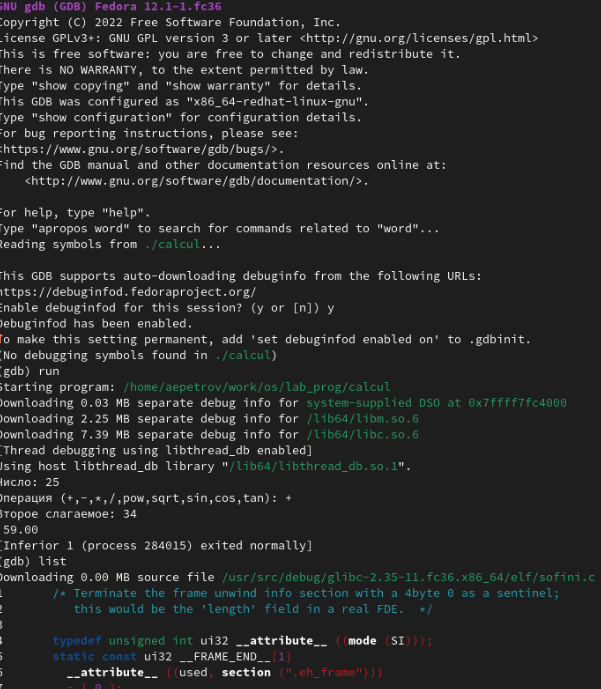 GNU gdb (GDB) Fedora 12.1-1.fc36
Copyright (C) 2022 Free Software Foundation, Inc.
License GPLv3+: GNU GPL version 3 or later <http://gnu.org/licenses/gpl.html>
This is free software: you are free to change and redistribute it.
There is NO WARRANTY, to the extent permitted by law.
Type "show copying" and "show warranty" for details.
This GDB was configured as "x86_64-redhat-linux-gnu".
Type "show configuration" for configuration details.
For bug reporting instructions, please see:
<https://www.gnu.org/software/gdb/bugs/>.
Find the GDB manual and other documentation resources online at:
    <http://www.gnu.org/software/gdb/documentation/>.
For help, type "help".
Type "apropos word" to search for commands related to "word"...
Reading symbols from ./calcul...
This GDB supports auto-downloading debuginfo from the following URLs:
https://debuginfod.fedoraproject.org/
Enable debuginfod for this session? (y or [n]) y
Debuginfod has been enabled.
To make this setting permanent, add 'set debuginfod enabled on' to .gdbinit.
(No debugging symbols found in ./calcul)
(gdb) run
Starting program: /home/aepetrov/work/os/lab_prog/calcul
Downloading 0.03 MB separate debug info for system-supplied DSO at 0x7ffff7fc4000
Downloading 2.25 MB separate debug info for /lib64/libm.so.6
Downloading 7.39 MB separate debug info for /lib64/libc.so.6
[Thread debugging using libthread_db enabled]
Using host libthread_db library "/lib64/libthread_db.so.1".
Число: 25
Операция (+,-,*,/,pow,sqrt,sin,cos,tan): +
Второе слагаемое: 34
 59.00
[Inferior 1 (process 284015) exited normally]
(gdb) list
Downloading 0.00 MB source file /usr/src/debug/glibc-2.35-11.fc36.x86_64/elf/sofini.c
1       /* Terminate the frame unwind info section with a 4byte 0 as a sentinel;
2          this would be the 'length' field in a real FDE.  */
3
4       typedef unsigned int ui32 __attribute__ ((mode (SI)));
5       static const ui32 __FRAME_END__[1]
6         __attribute__ ((used, section (".eh_frame")))
7         = { 0 };